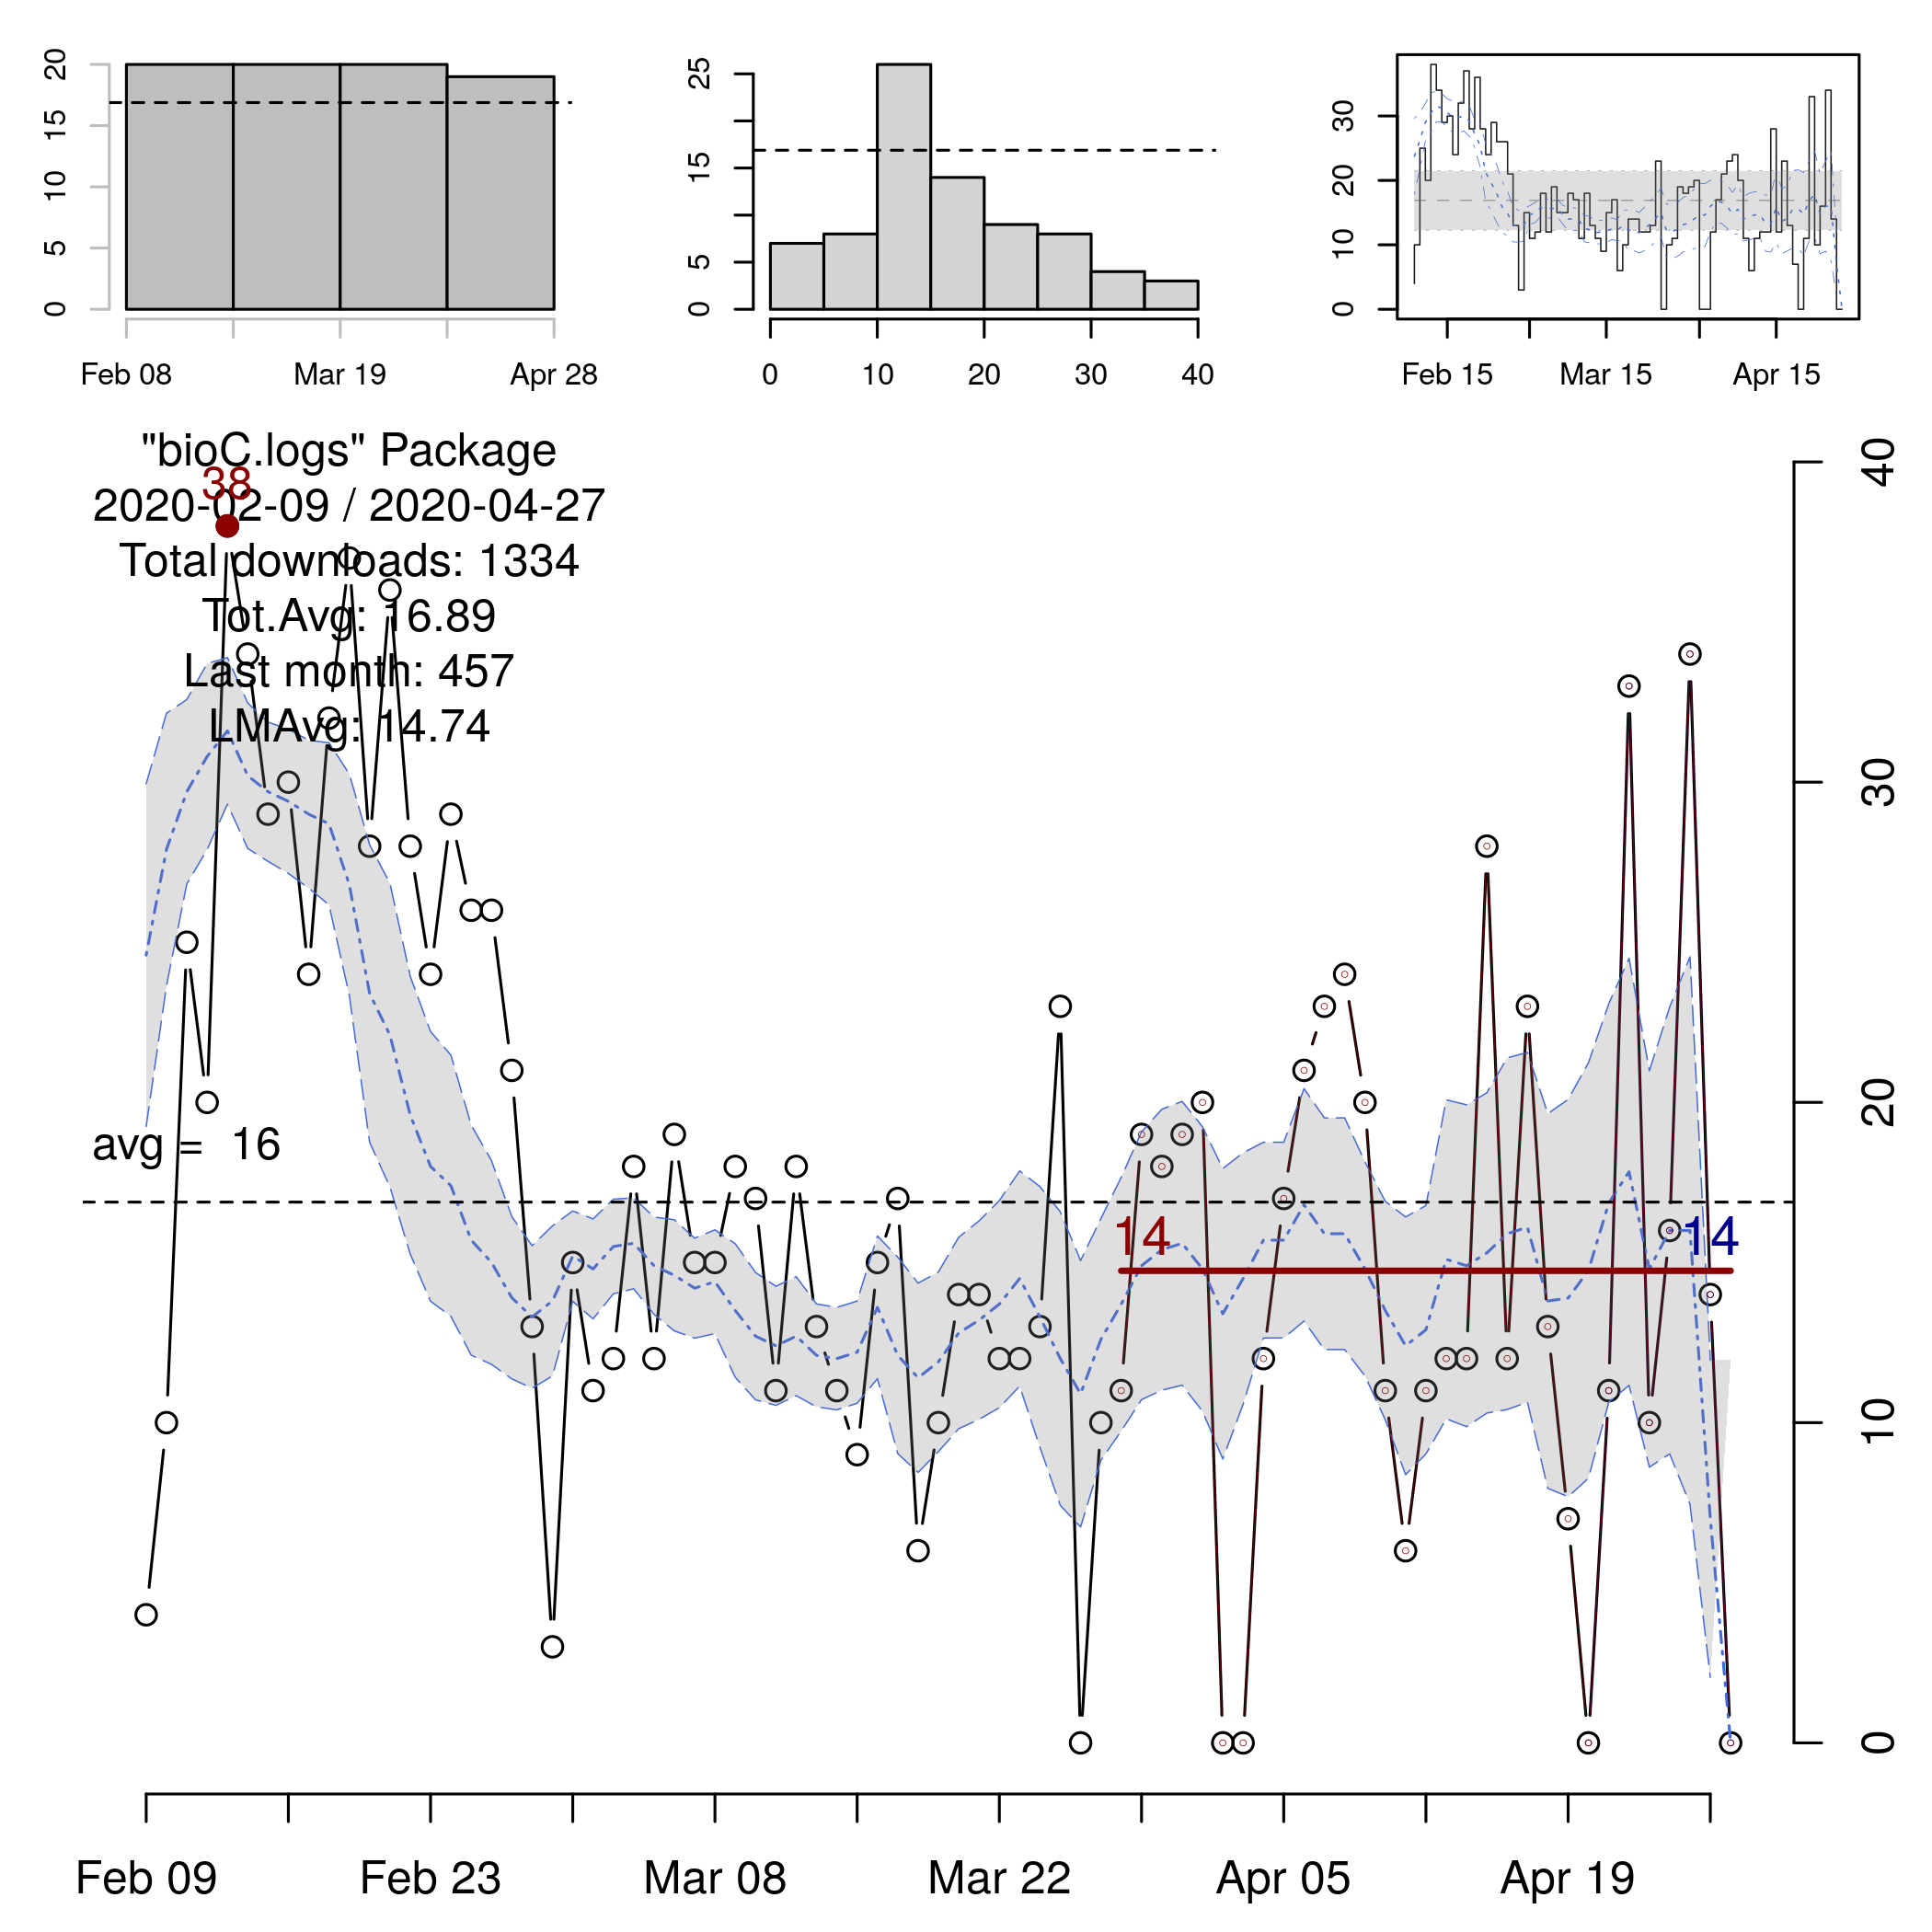 20
15
10
5
0
Feb 08 Mar 19 Apr 28
25
15
5
0
0 10 20 30 40
30
20
10
0
Feb 15 Mar 15 Apr 15
"bioC.logs" Package
38
2020-02-09 / 2020-04-27
Total downloads: 1334
Tot.Avg: 16.89
Last month: 457
LMAvg: 14.74
avg = 16
14 14
40
30
20
10
0
Feb 09 Feb 23 Mar 08 Mar 22 Apr 05 Apr 19